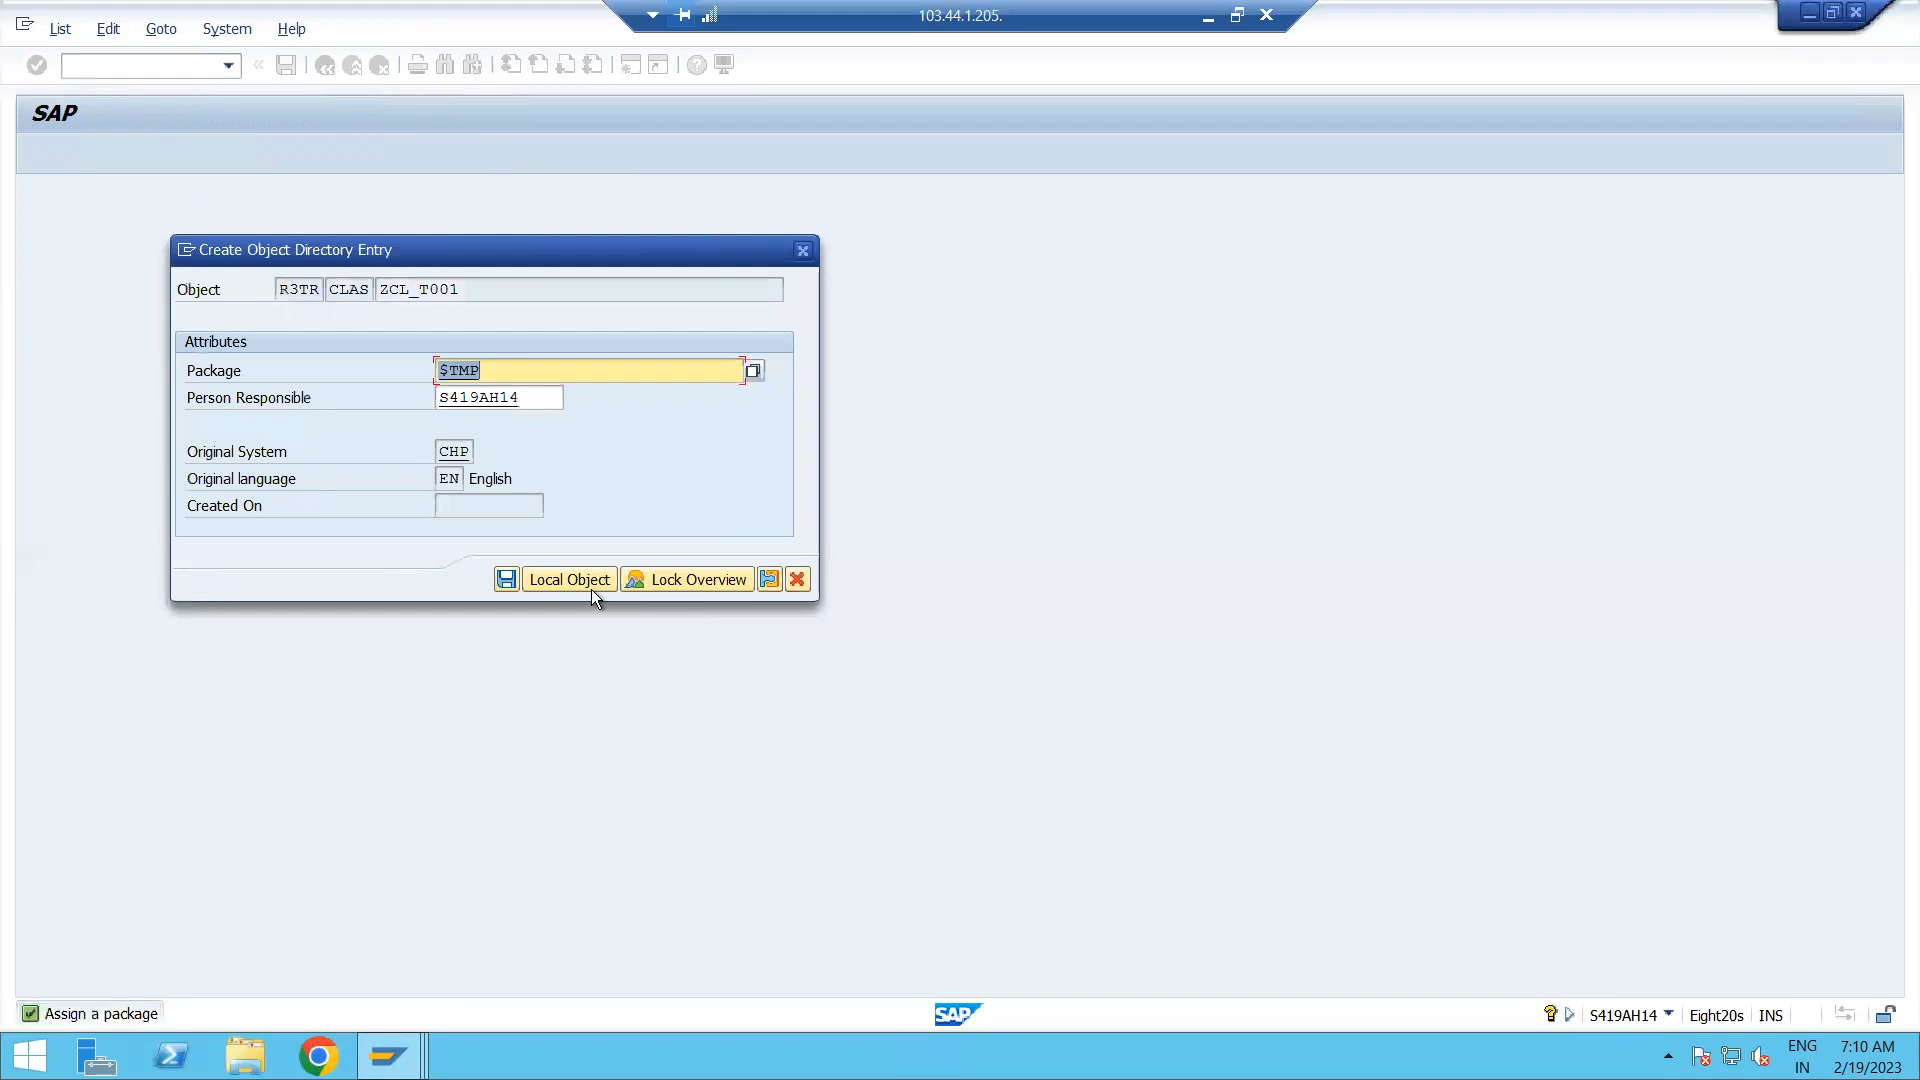 103.44.1.205.
List Edit Goto System Help
SAP
Create Object Directory Entry
Object R3TR CLAS ZCL_T001
Attributes
Package $TMP
Person Responsible S419AH14
Original System CHP
Original language EN English
Created On
Local Object Lock Overview
Assign a package
SAP
S419AH14 Eight20s INS
ENG 7:10 AM
IN 2/19/2023